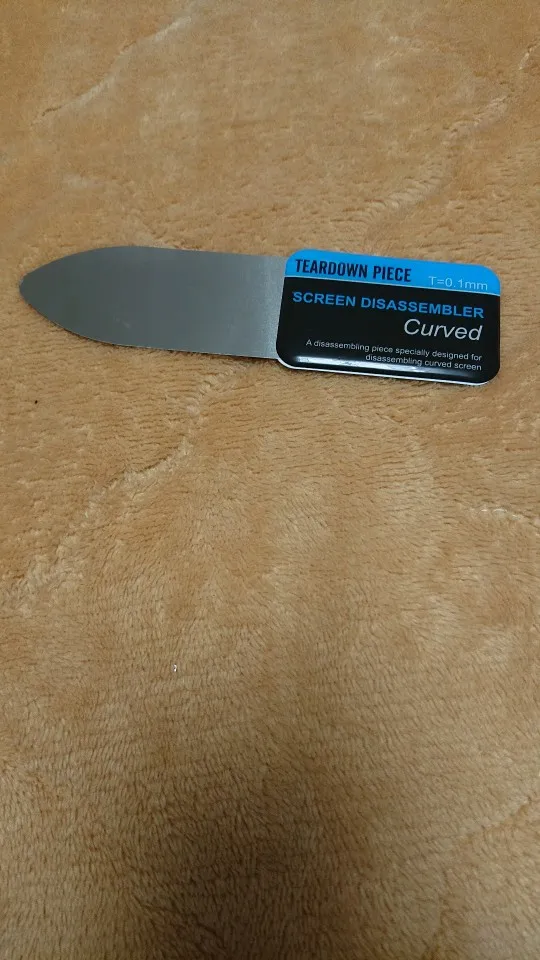 TEARDOWN PIECE
T=0.1mm
SCREEN DISASSEMBLER
Curved
A disassembling piece specially designed for
disassembling curved screen